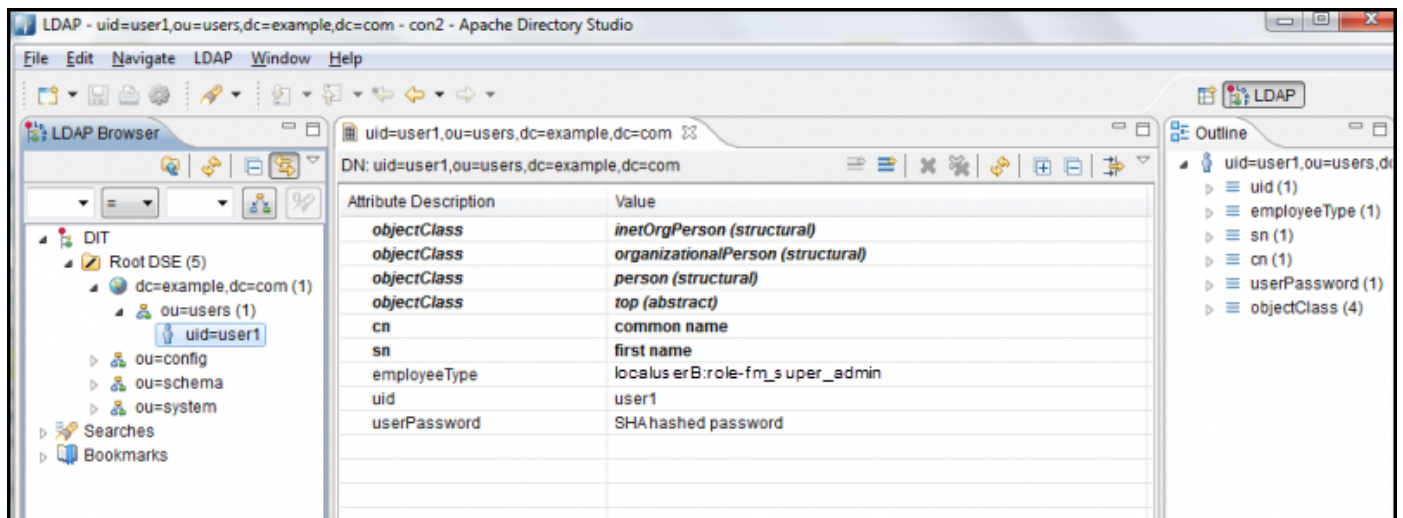 LDAP - uid=user1,ou=users,dc=example,dc=com - con2 - Apache Directory Studio
File Edit Navigate LDAP Window Help
LDAP
LDAP Browser
=
DIT
Root DSE (5)
dc=example,dc=com (1)
ou=users (1)
uid=user1
ou=config
ou=schema
ou=system
Searches
Bookmarks
uid=user1,ou=users,dc=example,dc=com
DN: uid=user1,ou=users,dc=example,dc=com
Attribute Description Value
objectClass inetOrgPerson (structural)
objectClass organizationalPerson (structural)
objectClass person (structural)
objectClass top (abstract)
cn common name
sn first name
employeeType localuserB:role-fm_super_admin
uid user1
userPassword SHA hashed password
Outline
uid=user1,ou=users,d
uid (1)
employeeType (1)
sn (1)
cn (1)
userPassword (1)
objectClass (4)